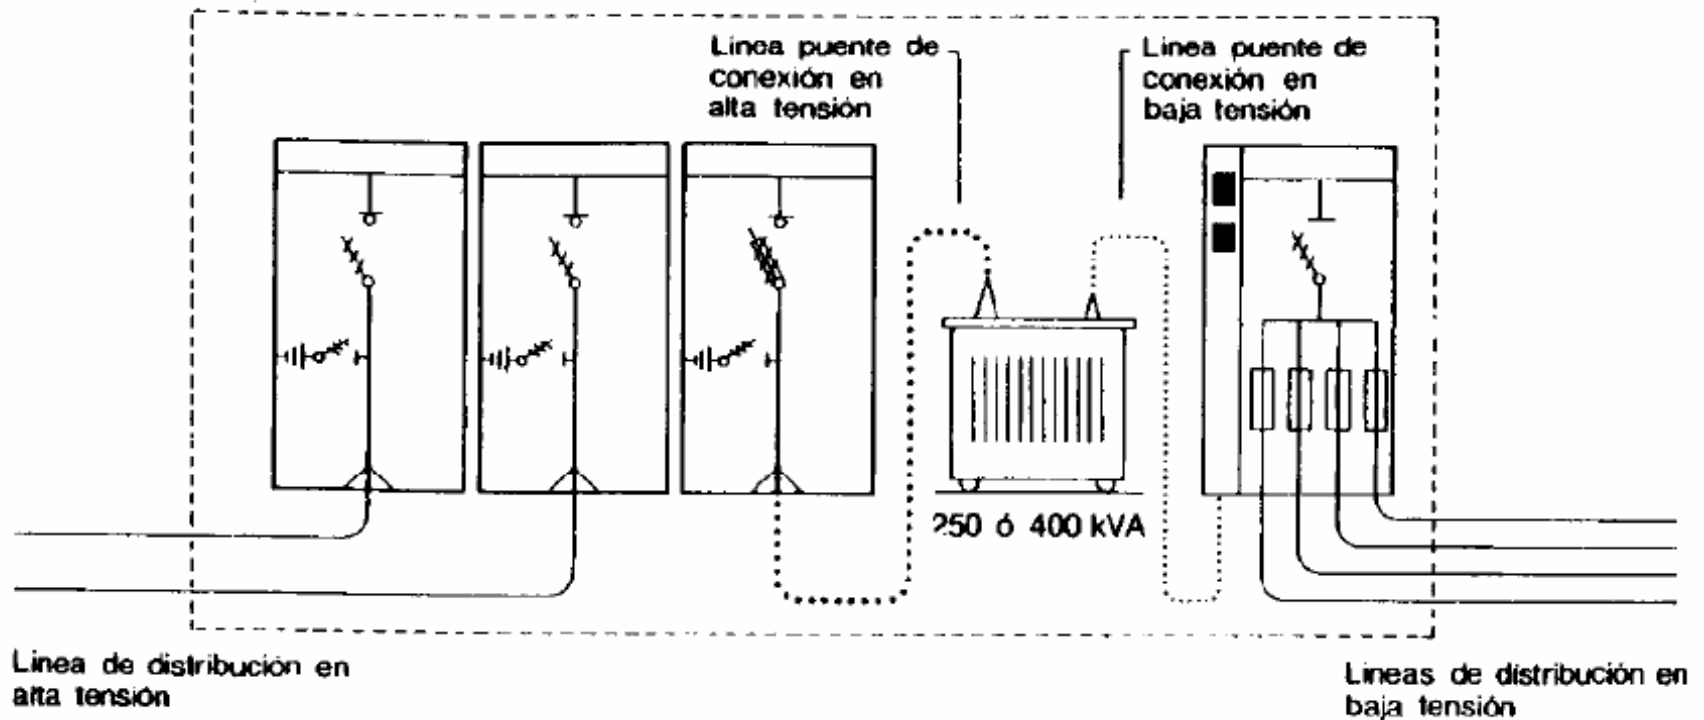 Linea puente de
conexión en
alta tensión
Linea puente de
conexión en
baja tensión
250 ó 400 kVA
Linea de distribución en
alta tensión
Lineas de distribución en
baja tensión